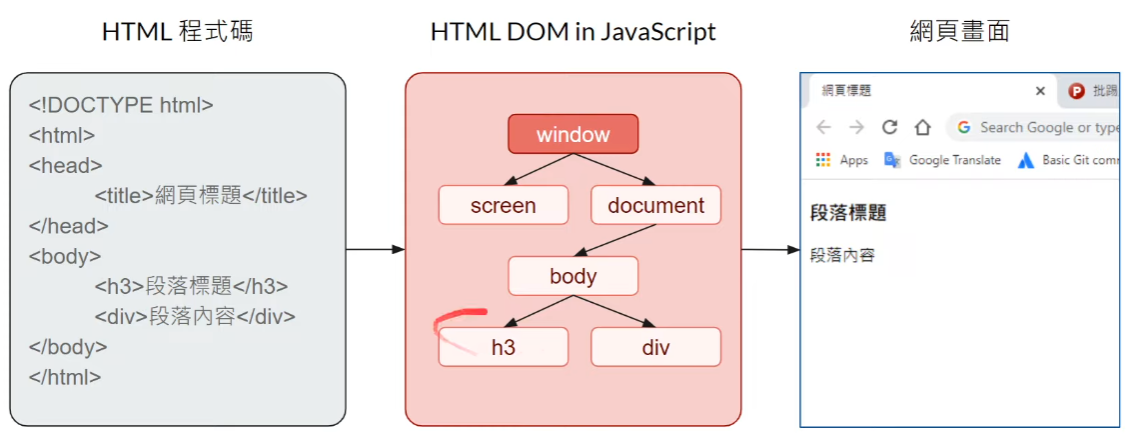 HTML 程式碼
HTML DOM in JavaScript
網頁畫面
<!DOCTYPE html>
<html>
<head>
<title>網頁標題</title>
</head>
<body>
<h3>段落標題</h3>
<div>段落內容</div>
</body>
</html>
window
screen
document
body
h3
div
網頁標題
批踢
Search Google or type
Apps
Google Translate
Basic Git com
段落標題
段落內容